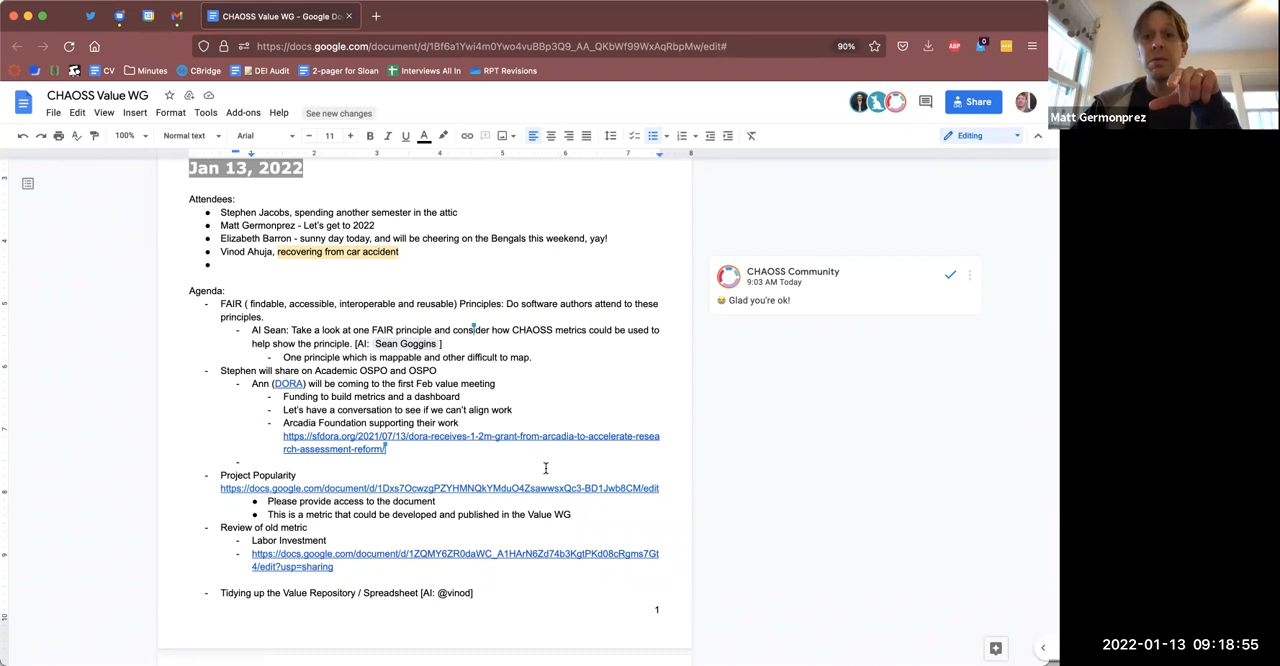 CHAOSS Value WG - Google Do
https://docs.google.com/document/d/1Bf6a1Ywi4m0Ywo4vuBBp3Q9_AA_QKbWf99WxAqRbpMw/edit#
90%
ABP
0
CV
Minutes
CBridge
DEI Audit
2-pager for Sloan
Interviews All In
RPT Revisions
CHAOSS Value WG
File Edit View Insert Format Tools Add-ons Help
See new changes
Share
Matt Germonprez
100% Normal text Arial 11 B I U A Editing
2 3 4 5 6 7 8
Jan 13, 2022
Attendees:
● Stephen Jacobs, spending another semester in the attic
● Matt Germonprez - Let's get to 2022
● Elizabeth Barron - sunny day today, and will be cheering on the Bengals this weekend, yay!
● Vinod Ahuja, recovering from car accident
●
CHAOSS Community
9:03 AM Today
😂 Glad you're ok!
Agenda:
- FAIR ( findable, accessible, interoperable and reusable) Principles: Do software authors attend to these
principles.
- AI Sean: Take a look at one FAIR principle and consider how CHAOSS metrics could be used to
help show the principle. [AI: Sean Goggins ]
- One principle which is mappable and other difficult to map.
- Stephen will share on Academic OSPO and OSPO
- Ann (DORA) will be coming to the first Feb value meeting
- Funding to build metrics and a dashboard
- Let's have a conversation to see if we can't align work
- Arcadia Foundation supporting their work
https://sfdora.org/2021/07/13/dora-receives-1-2m-grant-from-arcadia-to-accelerate-resea
rch-assessment-reform/
-
- Project Popularity
https://docs.google.com/document/d/1Dxs7OcwzgPZYHMNQkYMduO4ZsawwsxQc3-BD1Jwb8CM/edit
● Please provide access to the document
● This is a metric that could be developed and published in the Value WG
- Review of old metric
- Labor Investment
- https://docs.google.com/document/d/1ZQMY6ZR0daWC_A1HArN6Zd74b3KgtPKd08cRgms7Gt
4/edit?usp=sharing
- Tidying up the Value Repository / Spreadsheet [AI: @vinod]
1
2022-01-13 09:18:55